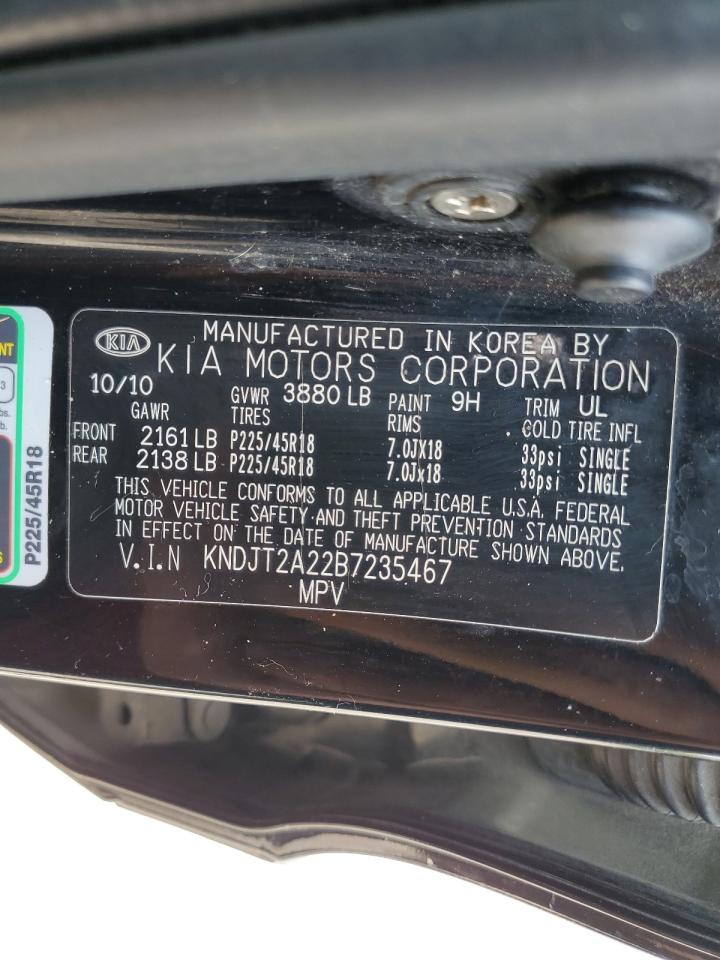 KIA
MANUFACTURED IN KOREA BY
KIA MOTORS CORPORATION
10/10 GVWR 3880 LB PAINT 9H TRIM UL
GAWR TIRES RIMS COLD TIRE INFL
FRONT 2161 LB P225/45R18 7.0JX18 33psi SINGLE
REAR 2138 LB P225/45R18 7.0Jx18 33psi SINGLE
THIS VEHICLE CONFORMS TO ALL APPLICABLE U.S.A. FEDERAL
MOTOR VEHICLE SAFETY AND THEFT PREVENTION STANDARDS
IN EFFECT ON THE DATE OF MANUFACTURE SHOWN ABOVE.
V.I.N KNDJT2A22B7235467
MPV
NT
3
bs.
P225/45R18
S